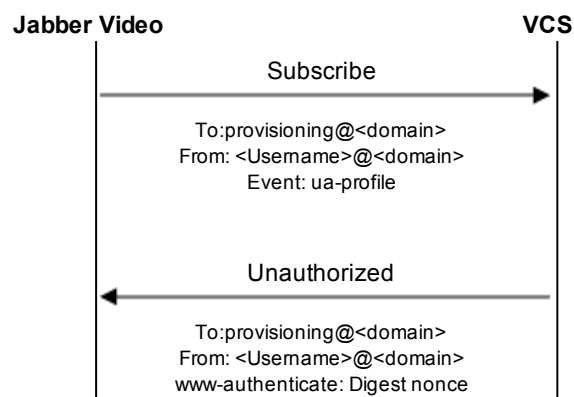 Jabber Video VCS
Subscribe
To:provisioning@<domain>
From: <Username>@<domain>
Event: ua-profile
Unauthorized
To:provisioning@<domain>
From: <Username>@<domain>
www-authenticate: Digest nonce